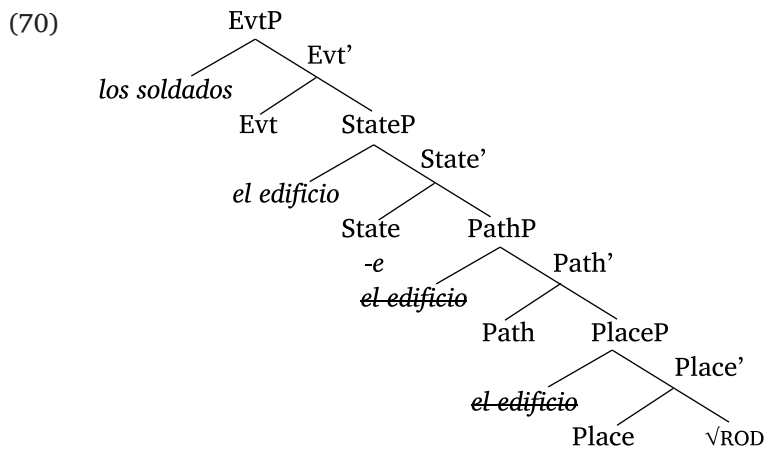 (70) EvtP
Evt’
los soldados
Evt StateP
State’
el edificio
State PathP
-e Path’
el edificio
Path PlaceP
Place’
el edificio
Place √ROD